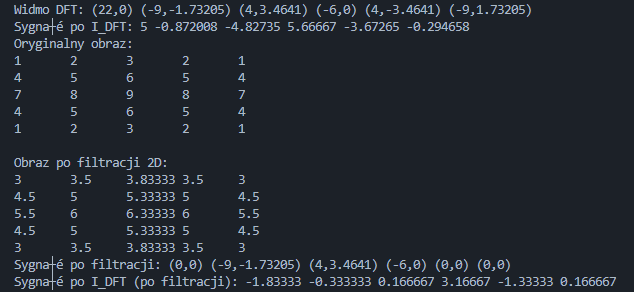 Widmo DFT: (22,0) (-9,-1.73205) (4,3.4641) (-6,0) (4,-3.4641) (-9,1.73205)
Sygna┼é po I_DFT: 5 -0.872008 -4.82735 5.66667 -3.67265 -0.294658
Oryginalny obraz:
1 2 3 2 1
4 5 6 5 4
7 8 9 8 7
4 5 6 5 4
1 2 3 2 1
Obraz po filtracji 2D:
3 3.5 3.83333 3.5 3
4.5 5 5.33333 5 4.5
5.5 6 6.33333 6 5.5
4.5 5 5.33333 5 4.5
3 3.5 3.83333 3.5 3
Sygna┼é po filtracji: (0,0) (-9,-1.73205) (4,3.4641) (-6,0) (0,0) (0,0)
Sygna┼é po I_DFT (po filtracji): -1.83333 -0.333333 0.166667 3.16667 -1.33333 0.166667